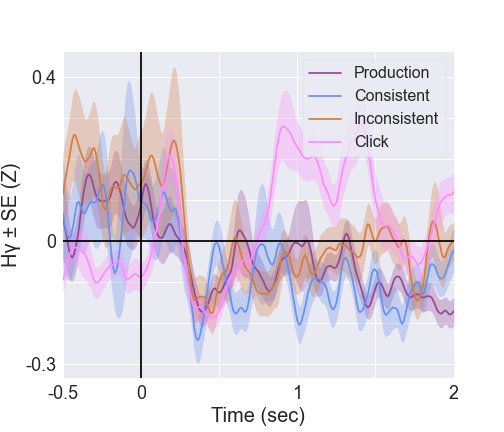 Production
Consistent
Inconsistent
Click
0.4
0
-0.3
Hγ ± SE (Z)
-0.5
0
1
2
Time (sec)